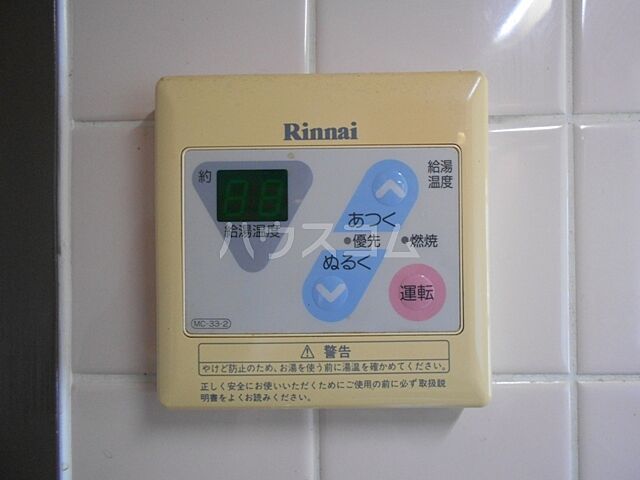 Rinnai
約
88
給湯温度
給湯
温度
あつく
優先
燃焼
ぬるく
運転
MC-33-2
ハウスコム
警告
やけど防止のため、お湯を使う前に湯温を確かめてください。
正しく安全にお使いいただくためにご使用の前に必ず取扱説
明書をよくお読みください。